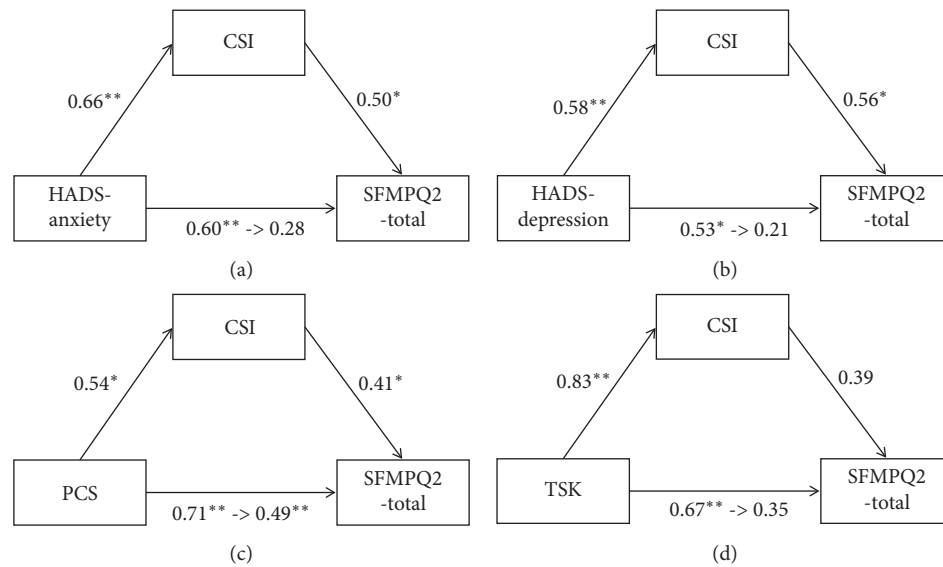 CSI
0.66**
0.50*
HADS-
anxiety
SFMPQ2
-total
0.60** -> 0.28
(a)
CSI
0.58**
0.56*
HADS-
depression
SFMPQ2
-total
0.53* -> 0.21
(b)
CSI
0.54*
0.41*
PCS
SFMPQ2
-total
0.71** -> 0.49**
(c)
CSI
0.83**
0.39
TSK
SFMPQ2
-total
0.67** -> 0.35
(d)